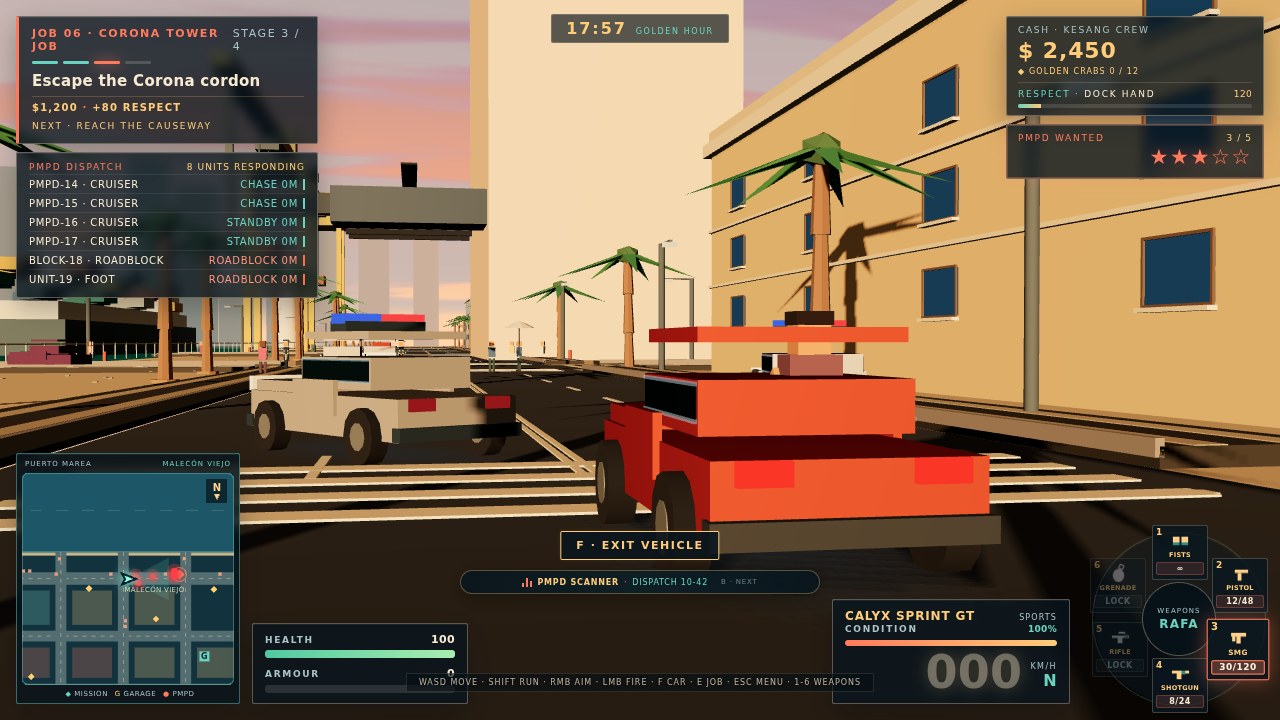 JOB 06 · CORONA TOWER JOB
STAGE 3 / 4
Escape the Corona cordon
$1,200 · +80 RESPECT
NEXT · REACH THE CAUSEWAY
PMPD DISPATCH 8 UNITS RESPONDING
PMPD-14 · CRUISER CHASE 0M
PMPD-15 · CRUISER CHASE 0M
PMPD-16 · CRUISER STANDBY 0M
PMPD-17 · CRUISER STANDBY 0M
BLOCK-18 · ROADBLOCK ROADBLOCK 0M
UNIT-19 · FOOT ROADBLOCK 0M
17:57 GOLDEN HOUR
CASH · KESANG CREW
$ 2,450
◆ GOLDEN CRABS 0 / 12
RESPECT · DOCK HAND 120
PMPD WANTED 3 / 5
★★★☆☆
PUERTO MAREA MALECÓN VIEJO
N
▼
MALECÓN VIEJO
G
◆ MISSION G GARAGE ● PMPD
HEALTH 100
ARMOUR 0
F · EXIT VEHICLE
PMPD SCANNER · DISPATCH 10-42 B · NEXT
WASD MOVE · SHIFT RUN · RMB AIM · LMB FIRE · F CAR · E JOB · ESC MENU · 1-6 WEAPONS
CALYX SPRINT GT SPORTS
CONDITION 100%
000 KM/H
N
WEAPONS
RAFA
1
FISTS
∞
2
PISTOL
12/48
3
SMG
30/120
4
SHOTGUN
8/24
5
RIFLE
LOCK
6
GRENADE
LOCK